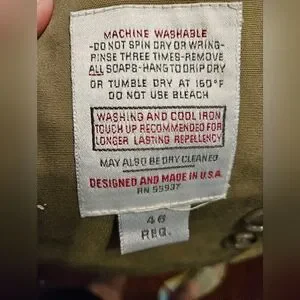 MACHINE WASHABLE
-DO NOT SPIN DRY OR WRING-
RINSE THREE TIMES-REMOVE
ALL SOAPS-HANG TO DRIP DRY
OR TUMBLE DRY AT 160°F
DO NOT USE BLEACH
WASHING AND COOL IRON
TOUCH UP RECOMMENDED FOR
LONGER LASTING REPELLENCY
MAY ALSO BE DRY CLEANED
DESIGNED AND MADE IN U.S.A.
RN 55937
46
REG.